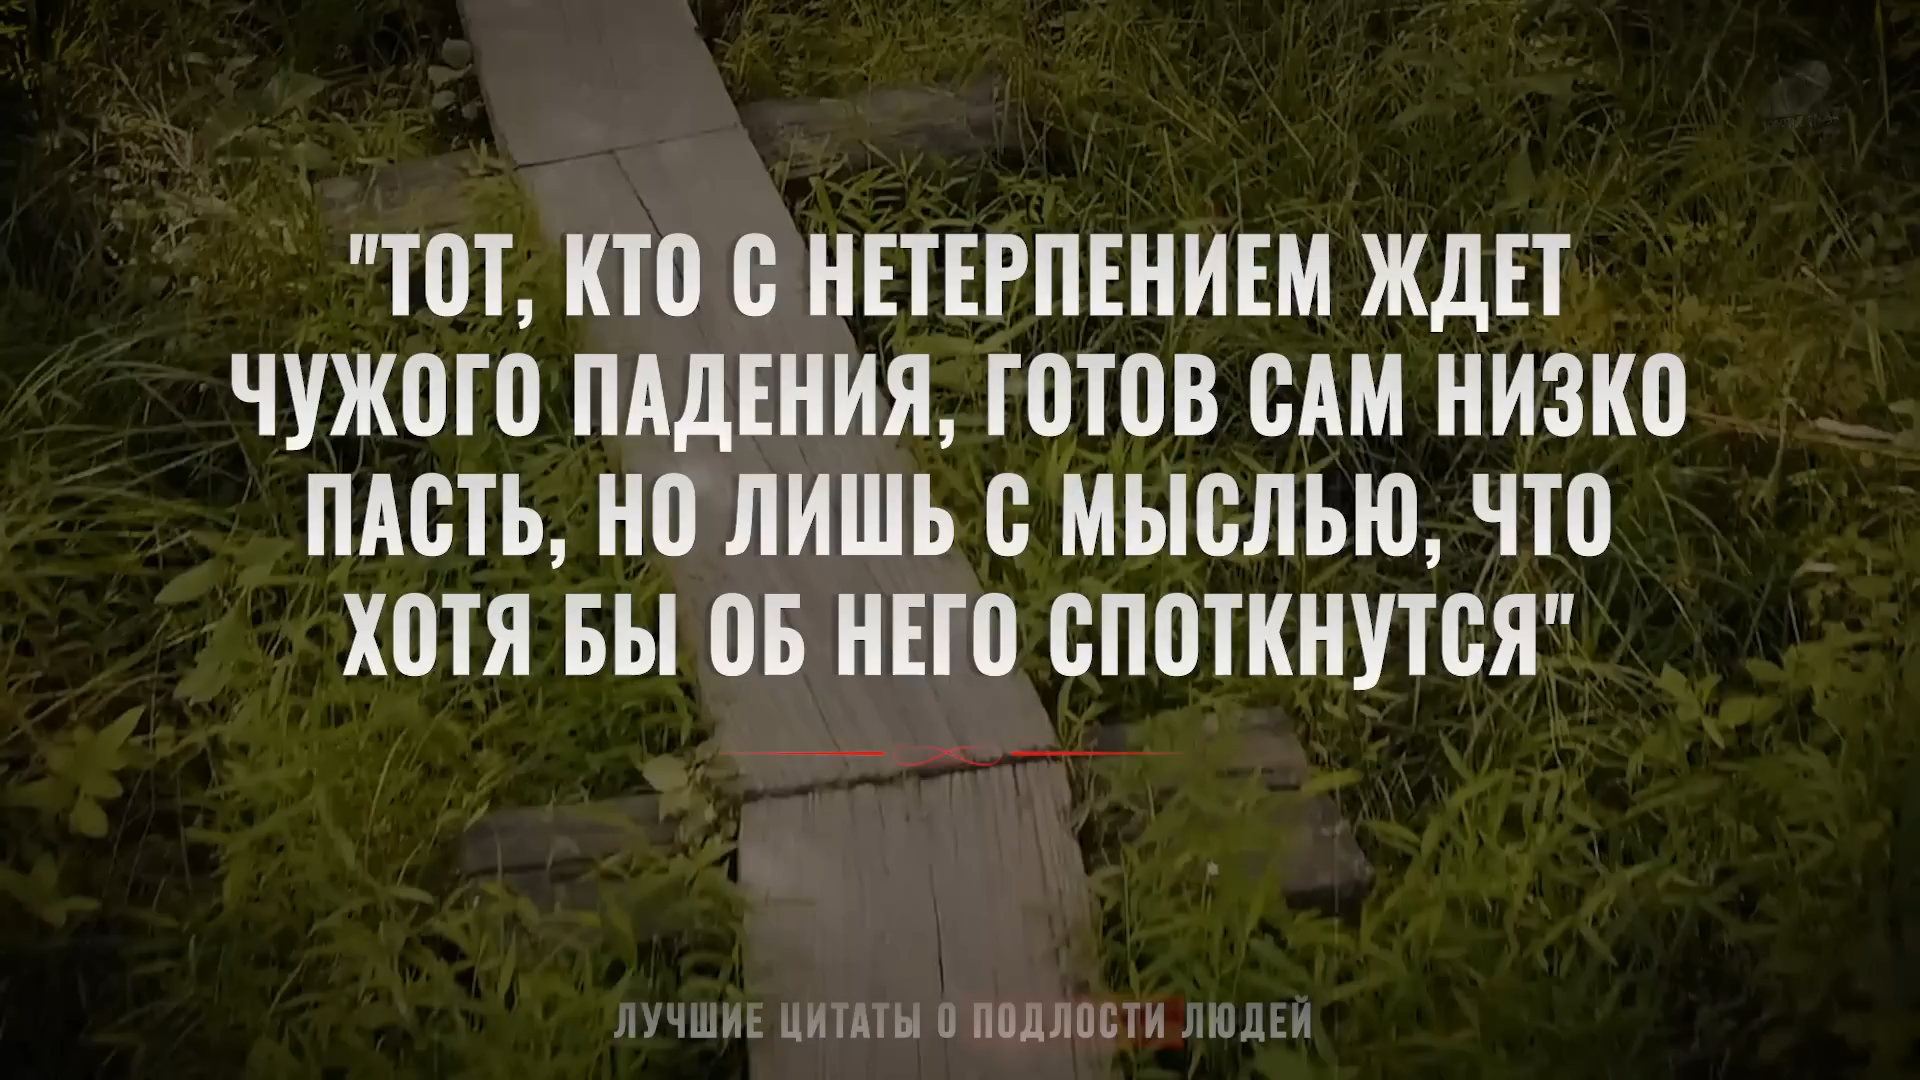 "ТОТ, КТО С НЕТЕРПЕНИЕМ ЖДЕТ
ЧУЖОГО ПАДЕНИЯ, ГОТОВ САМ НИЗКО
ПАСТЬ, НО ЛИШЬ С МЫСЛЬЮ, ЧТО
ХОТЯ БЫ ОБ НЕГО СПОТКНУТСЯ"
ЛУЧШИЕ ЦИТАТЫ О ПОДЛОСТИ ЛЮДЕЙ